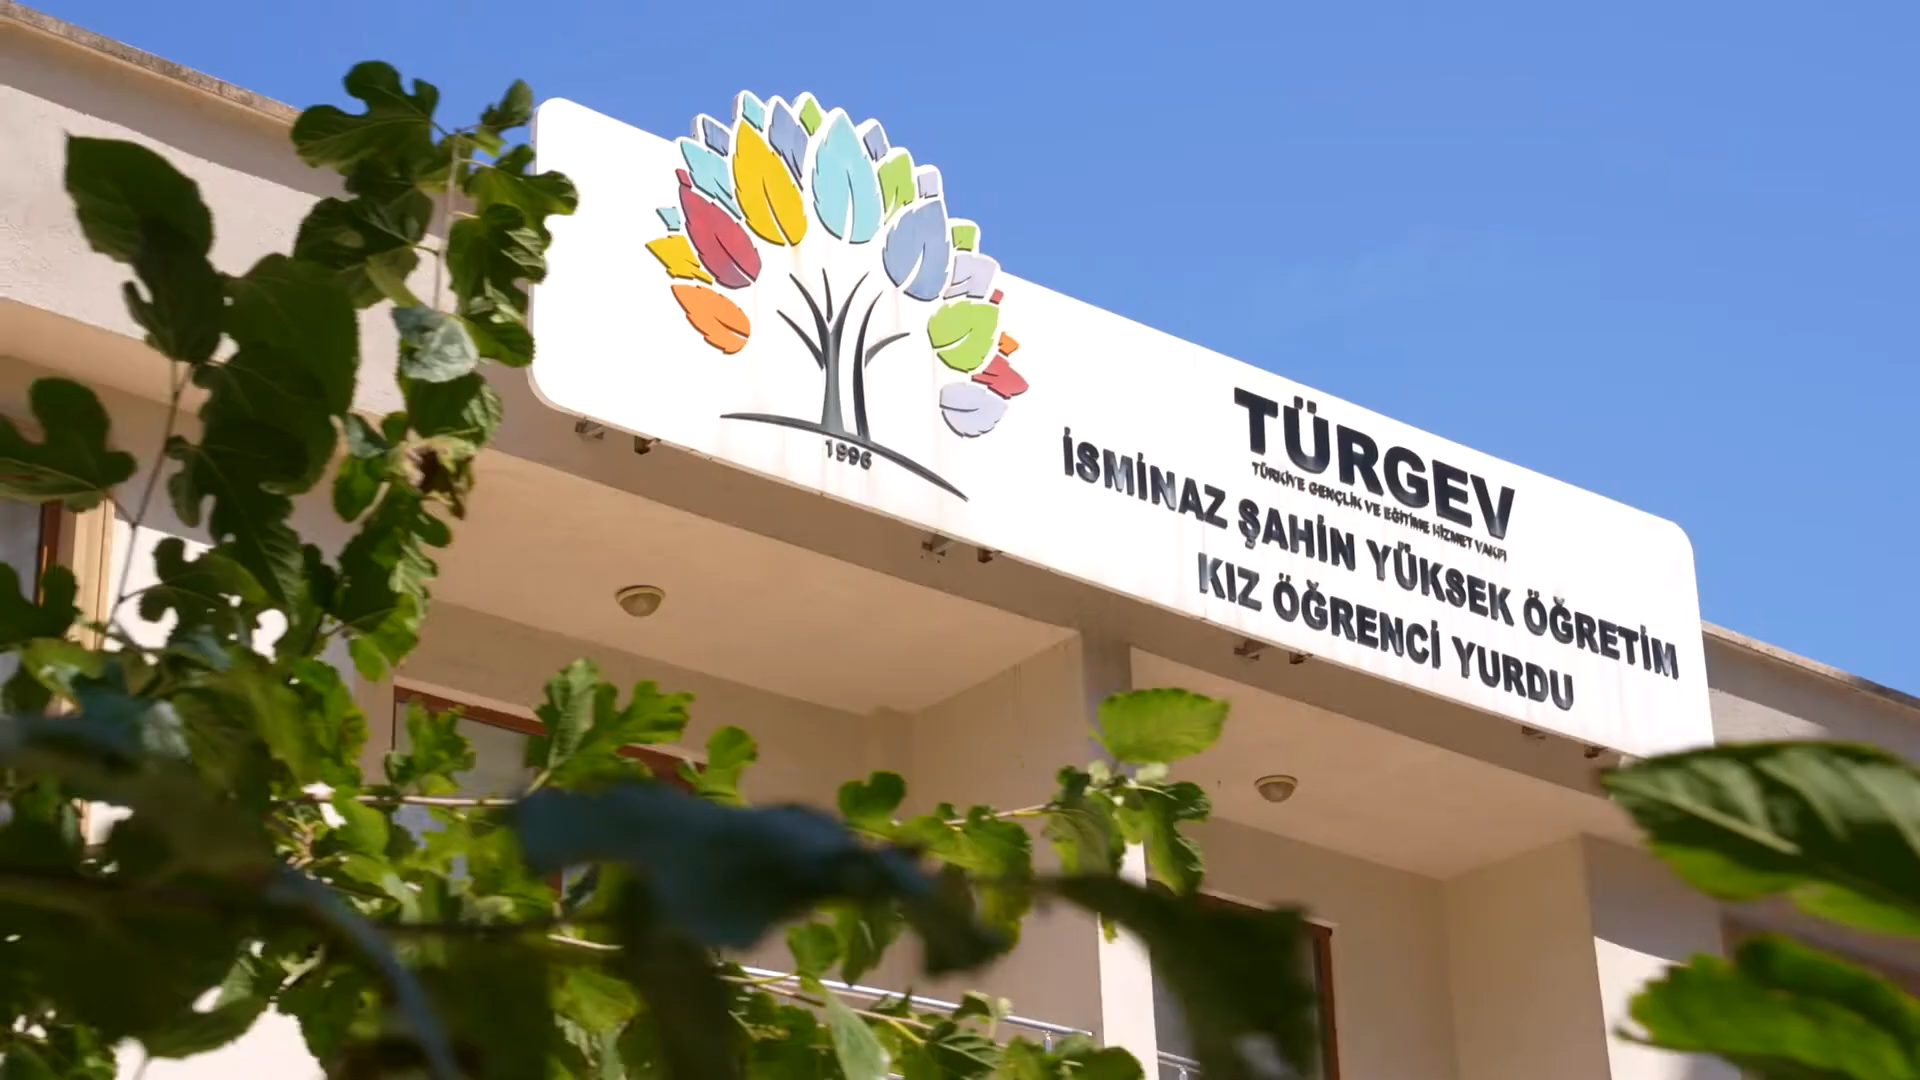 1996
TÜRGEV
TÜRKİYE GENÇLİK VE EĞİTİME HİZMET VAKFI
İSMİNAZ ŞAHİN YÜKSEK ÖĞRETİM
KIZ ÖĞRENCİ YURDU